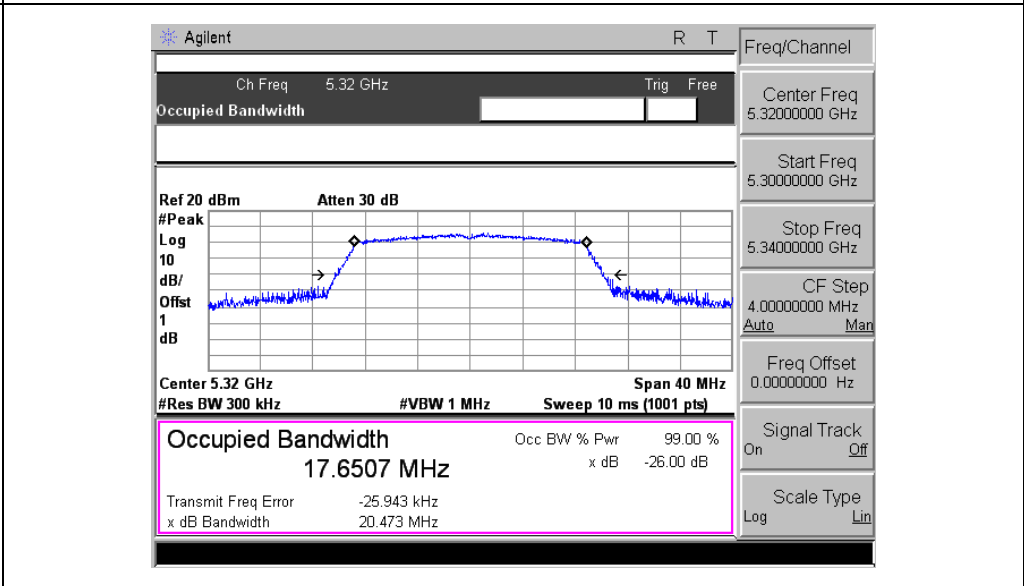 Agilent R T
Ch Freq 5.32 GHz Trig Free
Occupied Bandwidth
Ref 20 dBm Atten 30 dB
#Peak
Log
10
dB/
Offst
1
dB
Center 5.32 GHz Span 40 MHz
#Res BW 300 kHz #VBW 1 MHz Sweep 10 ms (1001 pts)
Occupied Bandwidth
17.6507 MHz
Occ BW % Pwr 99.00 %
x dB -26.00 dB
Transmit Freq Error -25.943 kHz
x dB Bandwidth 20.473 MHz
Freq/Channel
Center Freq
5.32000000 GHz
Start Freq
5.30000000 GHz
Stop Freq
5.34000000 GHz
CF Step
4.00000000 MHz
Auto Man
Freq Offset
0.00000000 Hz
Signal Track
On Off
Scale Type
Log Lin